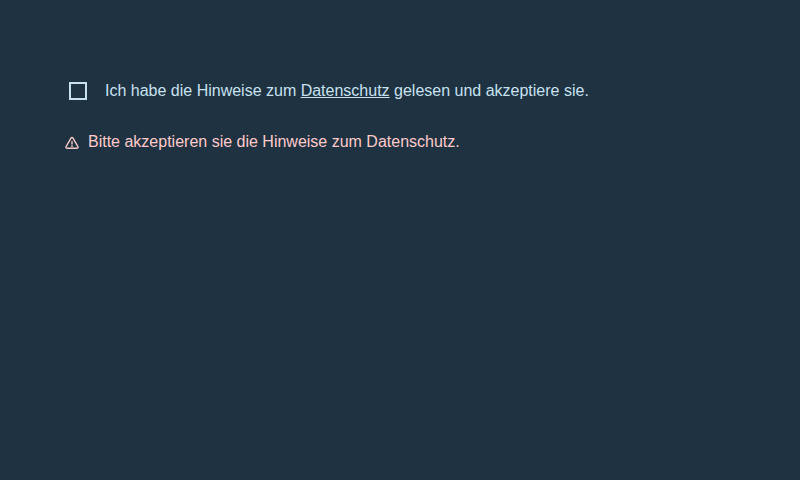 Ich habe die Hinweise zum Datenschutz gelesen und akzeptiere sie.
Bitte akzeptieren sie die Hinweise zum Datenschutz.